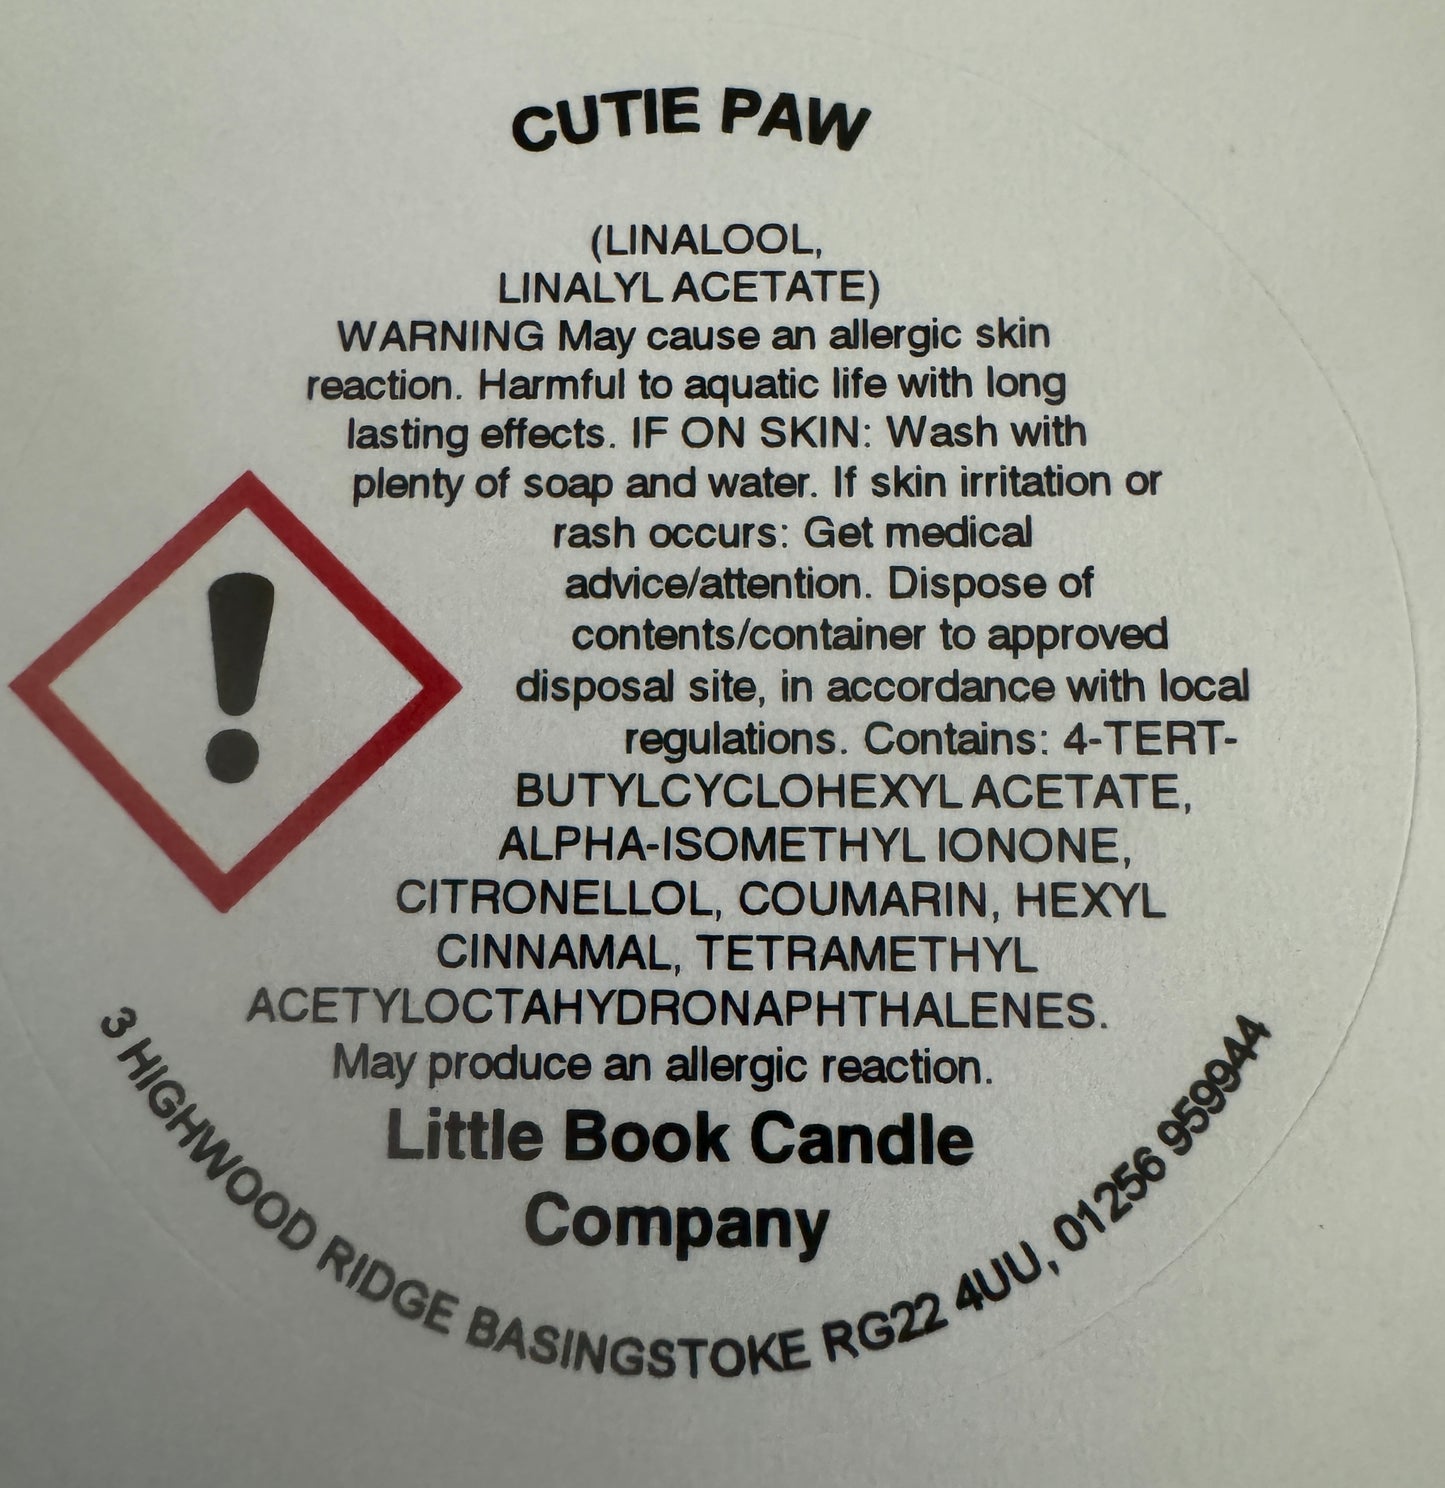 CUTIE PAW
(LINALOOL,
LINALYL ACETATE)
WARNING May cause an allergic skin
reaction. Harmful to aquatic life with long
lasting effects. IF ON SKIN: Wash with
plenty of soap and water. If skin irritation or
rash occurs: Get medical
advice/attention. Dispose of
contents/container to approved
disposal site, in accordance with local
regulations. Contains: 4-TERT-
BUTYLCYCLOHEXYL ACETATE,
ALPHA-ISOMETHYL IONONE,
CITRONELLOL, COUMARIN, HEXYL
CINNAMAL, TETRAMETHYL
ACETYLOCTAHYDRONAPHTHALENES.
May produce an allergic reaction.
Little Book Candle
Company
3 HIGHWOOD RIDGE BASINGSTOKE RG22 4UU, 01256 959944